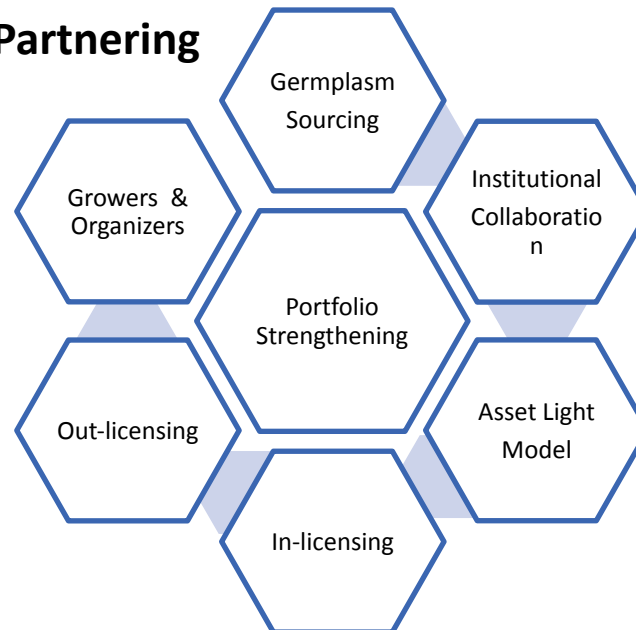 Partnering
Germplasm
Sourcing
Growers & 
Organizers
Institutional
Collaboratio
n
Portfolio
Strengthening
Out-licensing
Asset Light
Model
In-licensing